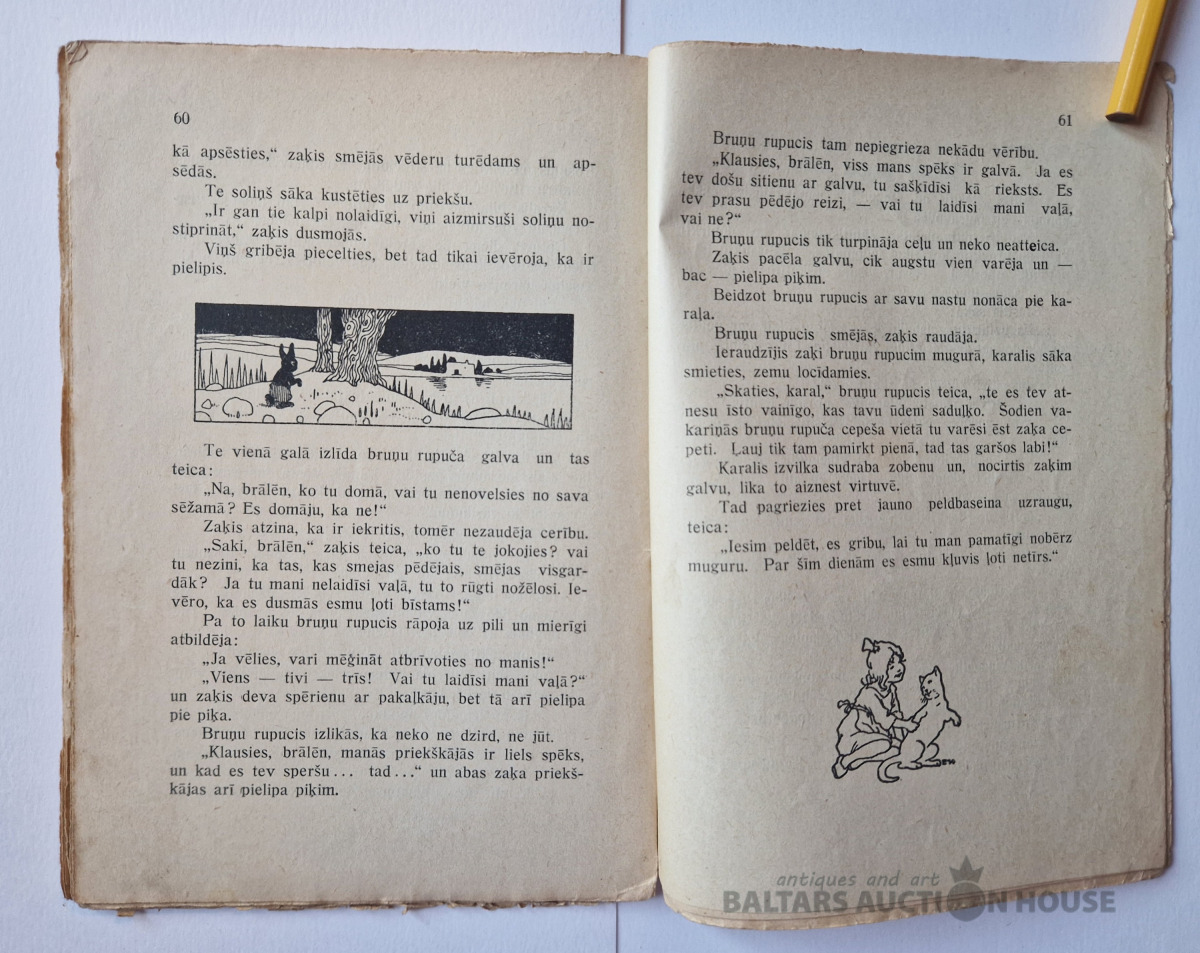 60
kā apsēsties,“ zaķis smējās vēderu turēdams un ap-
sēdās.
Te soliņš sāka kustēties uz priekšu.
„Ir gan tie kalpi nolaidīgi, viņi aizmirsuši soliņu no-
stiprināt,“ zaķis dusmojās.
Viņš gribēja piecelties, bet tad tikai ievēroja, ka ir
pielipis.
Te vienā galā izlīda bruņu rupuča galva un tas
teica:
„Na, brālēn, ko tu domā, vai tu nenovelsies no sava
sēžamā? Es domāju, ka ne!“
Zaķis atzina, ka ir iekritis, tomēr nezaudēja cerību.
„Saki, brālēn,“ zaķis teica, „ko tu te jokojies? vai
tu nezini, ka tas, kas smejas pēdējais, smējas visgar-
dāk? Ja tu mani nelaidīsi vaļā, tu to rūgti nožēlosi. Ie-
vēro, ka es dusmās esmu ļoti bīstams!“
Pa to laiku bruņu rupucis rāpoja uz pili un mierīgi
atbildēja:
„Ja vēlies, vari mēģināt atbrīvoties no manis!“
„Viens — tivi — trīs! Vai tu laidīsi mani vaļā?“
un zaķis deva spērienu ar pakaļkāju, bet tā arī pielipa
pie piķa.
Bruņu rupucis izlikās, ka neko ne dzird, ne jūt.
„Klausies, brālēn, manās priekškājās ir liels spēks,
un kad es tev speršu... tad...“ un abas zaķa priekš-
kājas arī pielipa piķim.
61
Bruņu rupucis tam nepiegrieza nekādu vērību.
„Klausies, brālēn, viss mans spēks ir galvā. Ja es
tev došu sitienu ar galvu, tu sašķīdīsi kā rieksts. Es
tev prasu pēdējo reizi, — vai tu laidīsi mani vaļā,
vai ne?“
Bruņu rupucis tik turpināja ceļu un neko neatteica.
Zaķis pacēla galvu, cik augstu vien varēja un —
bac — pielipa piķim.
Beidzot bruņu rupucis ar savu nastu nonāca pie ka-
raļa.
Bruņu rupucis smējās, zaķis raudāja.
Ieraudzījis zaķi bruņu rupucim mugurā, karalis sāka
smieties, zemu locīdamies.
„Skaties, karal,“ bruņu rupucis teica, „te es tev at-
nesu īsto vainīgo, kas tavu ūdeni saduļķo. Šodien va-
kariņās bruņu rupuča cepeša vietā tu varēsi ēst zaķa ce-
peti. Ļauj tik tam pamirkt pienā, tad tas garšos labi!“
Karalis izvilka sudraba zobenu un, nocirtis zaķim
galvu, lika to aiznest virtuvē.
Tad pagriezies pret jauno peldbaseina uzraugu,
teica:
„Iesim peldēt, es gribu, lai tu man pamatīgi nobērz
muguru. Par šīm dienām es esmu kļuvis ļoti netīrs.“
antiques and art
BALTARS AUCTION HOUSE